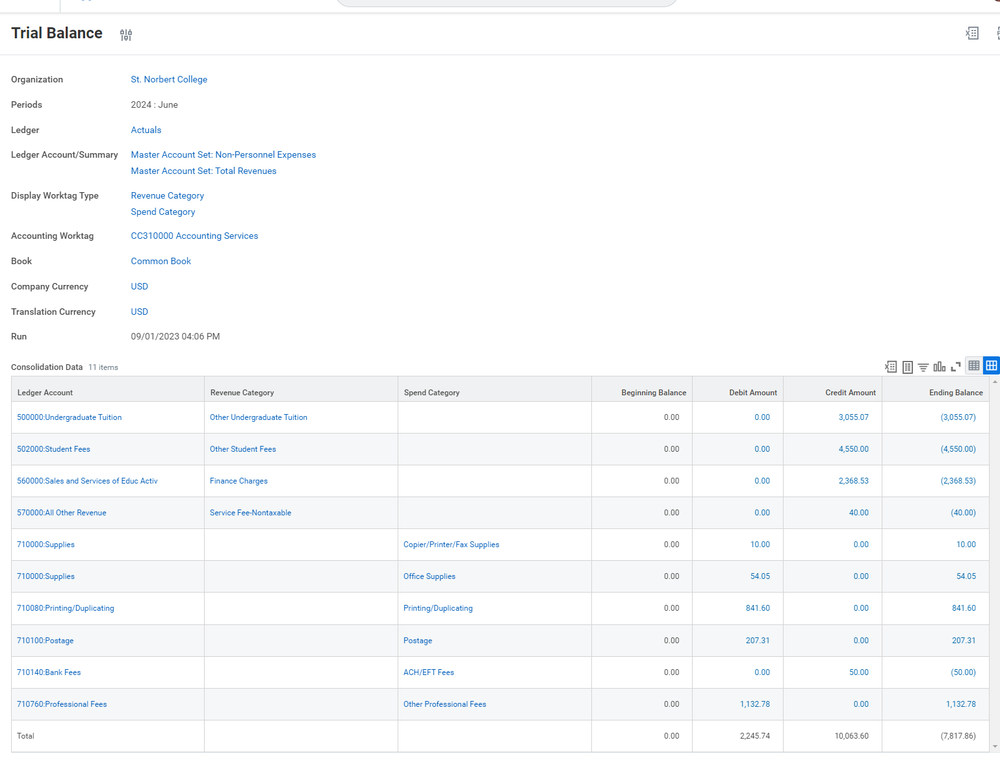 Trial Balance
Organization St. Norbert College
Periods 2024 : June
Ledger Actuals
Ledger Account/Summary Master Account Set: Non-Personnel Expenses
Master Account Set: Total Revenues
Display Worktag Type Revenue Category
Spend Category
Accounting Worktag CC310000 Accounting Services
Book Common Book
Company Currency USD
Translation Currency USD
Run 09/01/2023 04:06 PM
Consolidation Data 11 items
Ledger Account Revenue Category Spend Category Beginning Balance Debit Amount Credit Amount Ending Balance
500000:Undergraduate Tuition Other Undergraduate Tuition 0.00 0.00 3,055.07 (3,055.07)
502000:Student Fees Other Student Fees 0.00 0.00 4,550.00 (4,550.00)
560000:Sales and Services of Educ Activ Finance Charges 0.00 0.00 2,368.53 (2,368.53)
570000:All Other Revenue Service Fee-Nontaxable 0.00 0.00 40.00 (40.00)
710000:Supplies Copier/Printer/Fax Supplies 0.00 10.00 0.00 10.00
710000:Supplies Office Supplies 0.00 54.05 0.00 54.05
710080:Printing/Duplicating Printing/Duplicating 0.00 841.60 0.00 841.60
710100:Postage Postage 0.00 207.31 0.00 207.31
710140:Bank Fees ACH/EFT Fees 0.00 0.00 50.00 (50.00)
710760:Professional Fees Other Professional Fees 0.00 1,132.78 0.00 1,132.78
Total 0.00 2,245.74 10,063.60 (7,817.86)